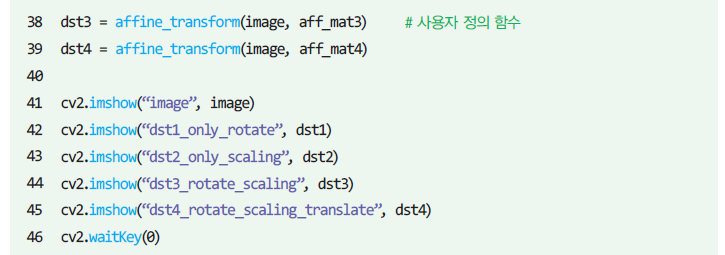 38 dst3 = affine_transform(image, aff_mat3) # 사용자 정의 함수
39 dst4 = affine_transform(image, aff_mat4)
40
41 cv2.imshow(“image”, image)
42 cv2.imshow(“dst1_only_rotate”, dst1)
43 cv2.imshow(“dst2_only_scaling”, dst2)
44 cv2.imshow(“dst3_rotate_scaling”, dst3)
45 cv2.imshow(“dst4_rotate_scaling_translate”, dst4)
46 cv2.waitKey(0)